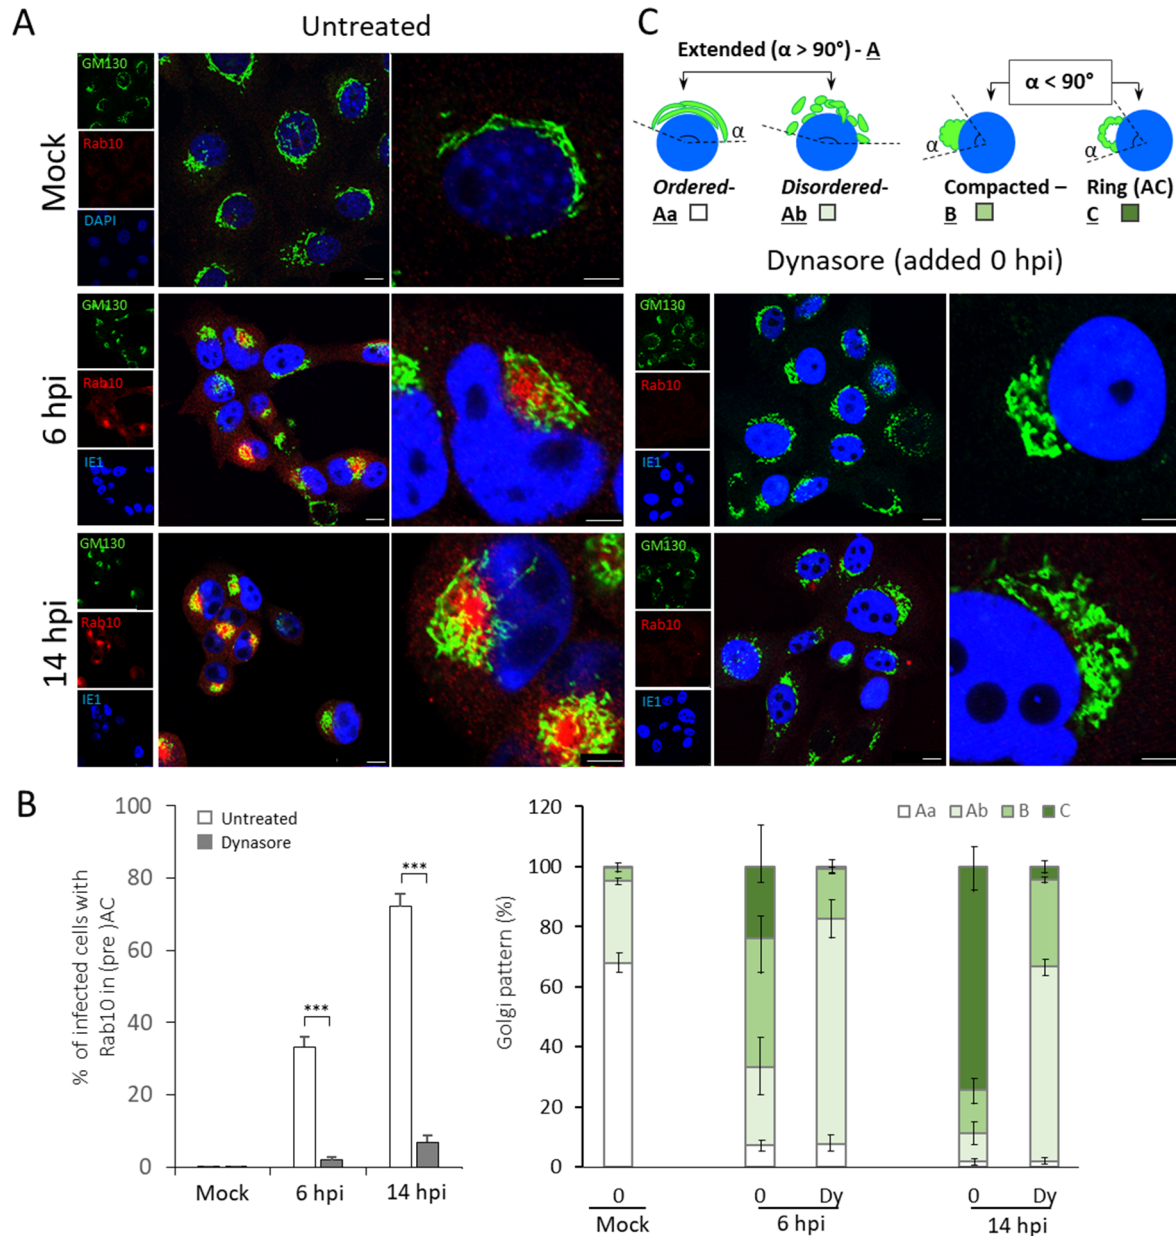 A
Untreated
Mock
GM130
Rab10
DAPI
6 hpi
GM130
Rab10
IE1
14 hpi
GM130
Rab10
IE1
C
Extended (α > 90°) - A
α < 90°
α
α
α
Ordered-
Aa
Disordered-
Ab
Compacted –
B
Ring (AC)
C
Dynasore (added 0 hpi)
GM130
Rab10
IE1
GM130
Rab10
IE1
B
% of infected cells with
Rab10 in (pre )AC
100
80
60
40
20
0
Untreated
Dynasore
***
***
Mock
6 hpi
14 hpi
Golgi pattern (%)
120
100
80
60
40
20
0
Aa
Ab
B
C
0
0
Dy
0
Dy
Mock
6 hpi
14 hpi